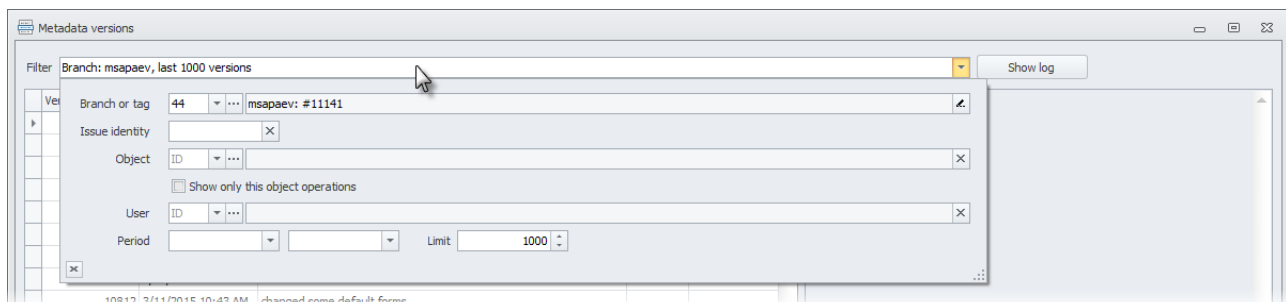 Metadata versions
Filter Branch: msapaev, last 1000 versions Show log
Ver
Branch or tag 44 msapaev: #11141
Issue identity
Object ID
Show only this object operations
User ID
Period Limit 1000
10812 3/11/2015 10:43 AM changed some default forms